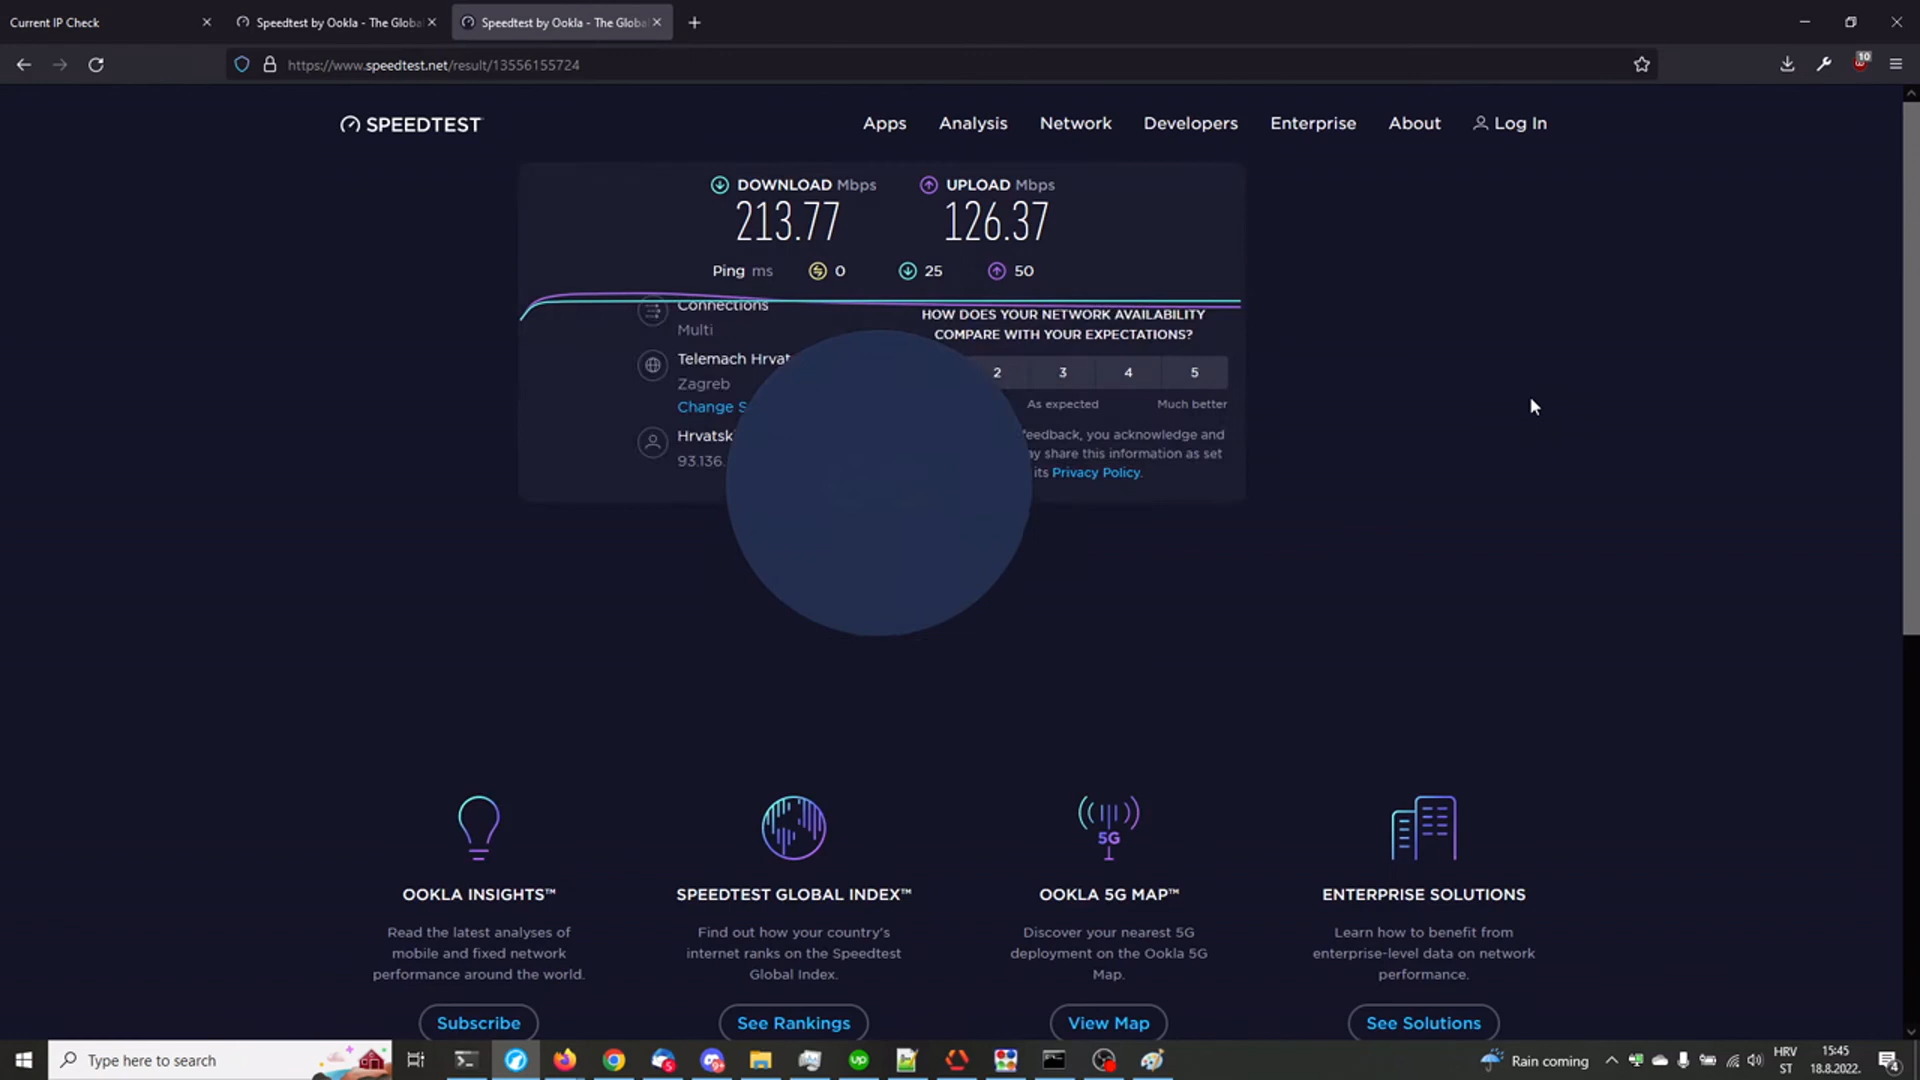 Current IP Check
Speedtest by Ookla - The Globa
Speedtest by Ookla - The Globa
https://www.speedtest.net/result/13556155724
10
SPEEDTEST
Apps
Analysis
Network
Developers
Enterprise
About
Log In
DOWNLOAD Mbps
213.77
UPLOAD Mbps
126.37
Ping ms
0
25
50
Connections
Multi
Telemach Hrvat
Zagreb
Change S
Hrvatsk
93.136.
HOW DOES YOUR NETWORK AVAILABILITY
COMPARE WITH YOUR EXPECTATIONS?
2
3
4
5
As expected
Much better
feedback, you acknowledge and
may share this information as set
its Privacy Policy.
5G
OOKLA INSIGHTS™
Read the latest analyses of
mobile and fixed network
performance around the world.
Subscribe
SPEEDTEST GLOBAL INDEX™
Find out how your country's
internet ranks on the Speedtest
Global Index.
See Rankings
OOKLA 5G MAP™
Discover your nearest 5G
deployment on the Ookla 5G
Map.
View Map
ENTERPRISE SOLUTIONS
Learn how to benefit from
enterprise-level data on network
performance.
See Solutions
Type here to search
up
Rain coming
HRV
ST
15:45
18.8.2022.
4